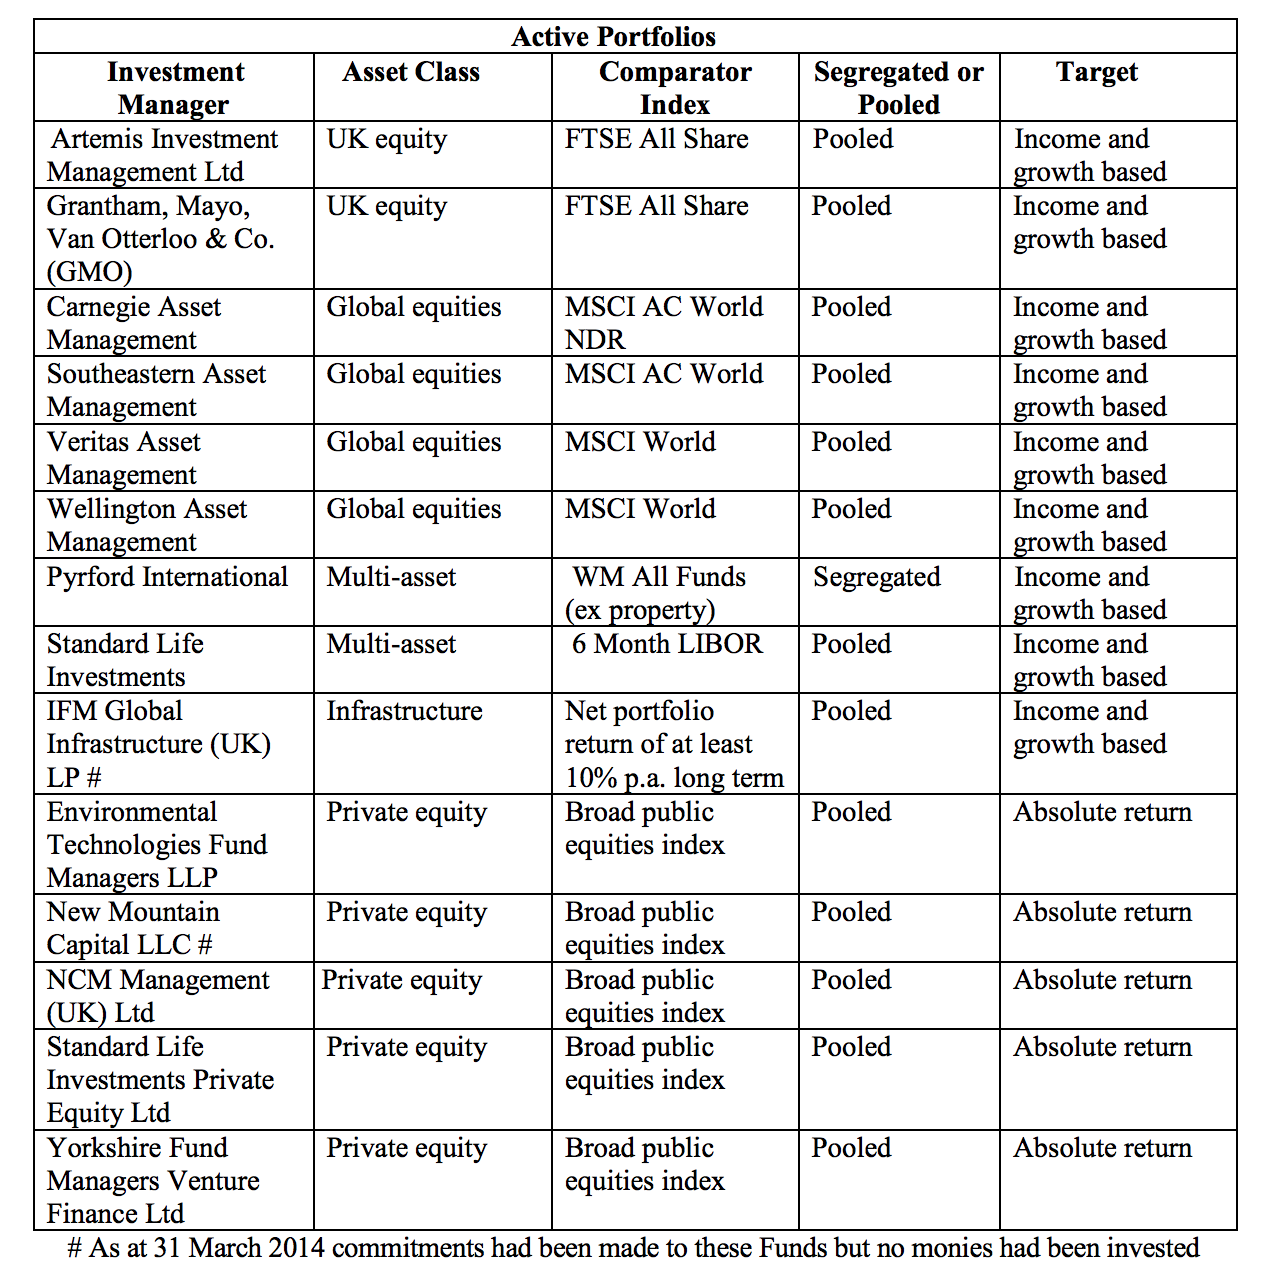 Active Portfolios
Investment Manager | Asset Class | Comparator Index | Segregated or Pooled | Target
Artemis Investment Management Ltd | UK equity | FTSE All Share | Pooled | Income and growth based
Grantham, Mayo, Van Otterloo & Co. (GMO) | UK equity | FTSE All Share | Pooled | Income and growth based
Carnegie Asset Management | Global equities | MSCI AC World NDR | Pooled | Income and growth based
Southeastern Asset Management | Global equities | MSCI AC World | Pooled | Income and growth based
Veritas Asset Management | Global equities | MSCI World | Pooled | Income and growth based
Wellington Asset Management | Global equities | MSCI World | Pooled | Income and growth based
Pyrford International | Multi-asset | WM All Funds (ex property) | Segregated | Income and growth based
Standard Life Investments | Multi-asset | 6 Month LIBOR | Pooled | Income and growth based
IFM Global Infrastructure (UK) LP # | Infrastructure | Net portfolio return of at least 10% p.a. long term | Pooled | Income and growth based
Environmental Technologies Fund Managers LLP | Private equity | Broad public equities index | Pooled | Absolute return
New Mountain Capital LLC # | Private equity | Broad public equities index | Pooled | Absolute return
NCM Management (UK) Ltd | Private equity | Broad public equities index | Pooled | Absolute return
Standard Life Investments Private Equity Ltd | Private equity | Broad public equities index | Pooled | Absolute return
Yorkshire Fund Managers Venture Finance Ltd | Private equity | Broad public equities index | Pooled | Absolute return
# As at 31 March 2014 commitments had been made to these Funds but no monies had been invested